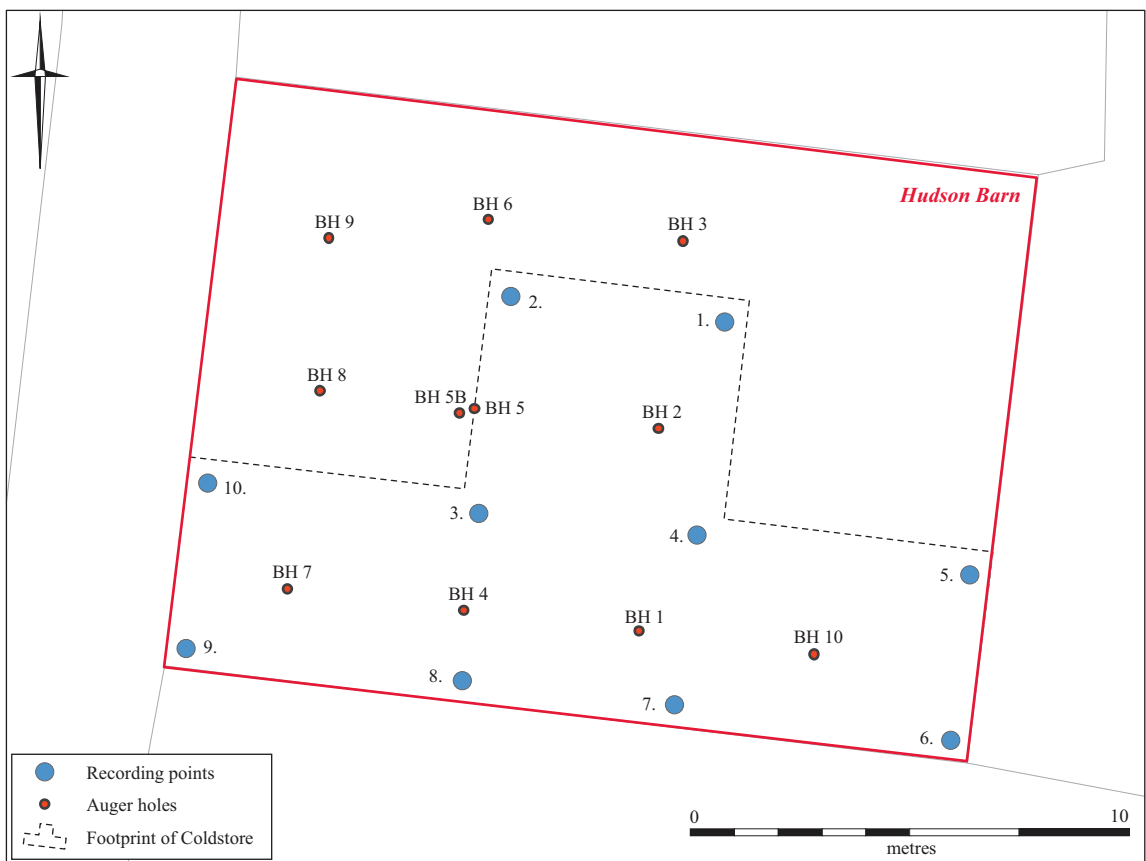 Hudson Barn
BH 6
BH 9
BH 3
2.
1.
BH 8
BH 5B
BH 5
BH 2
10.
3.
4.
5.
BH 7
BH 4
BH 1
BH 10
9.
8.
7.
6.
Recording points
Auger holes
Footprint of Coldstore
0
10
metres